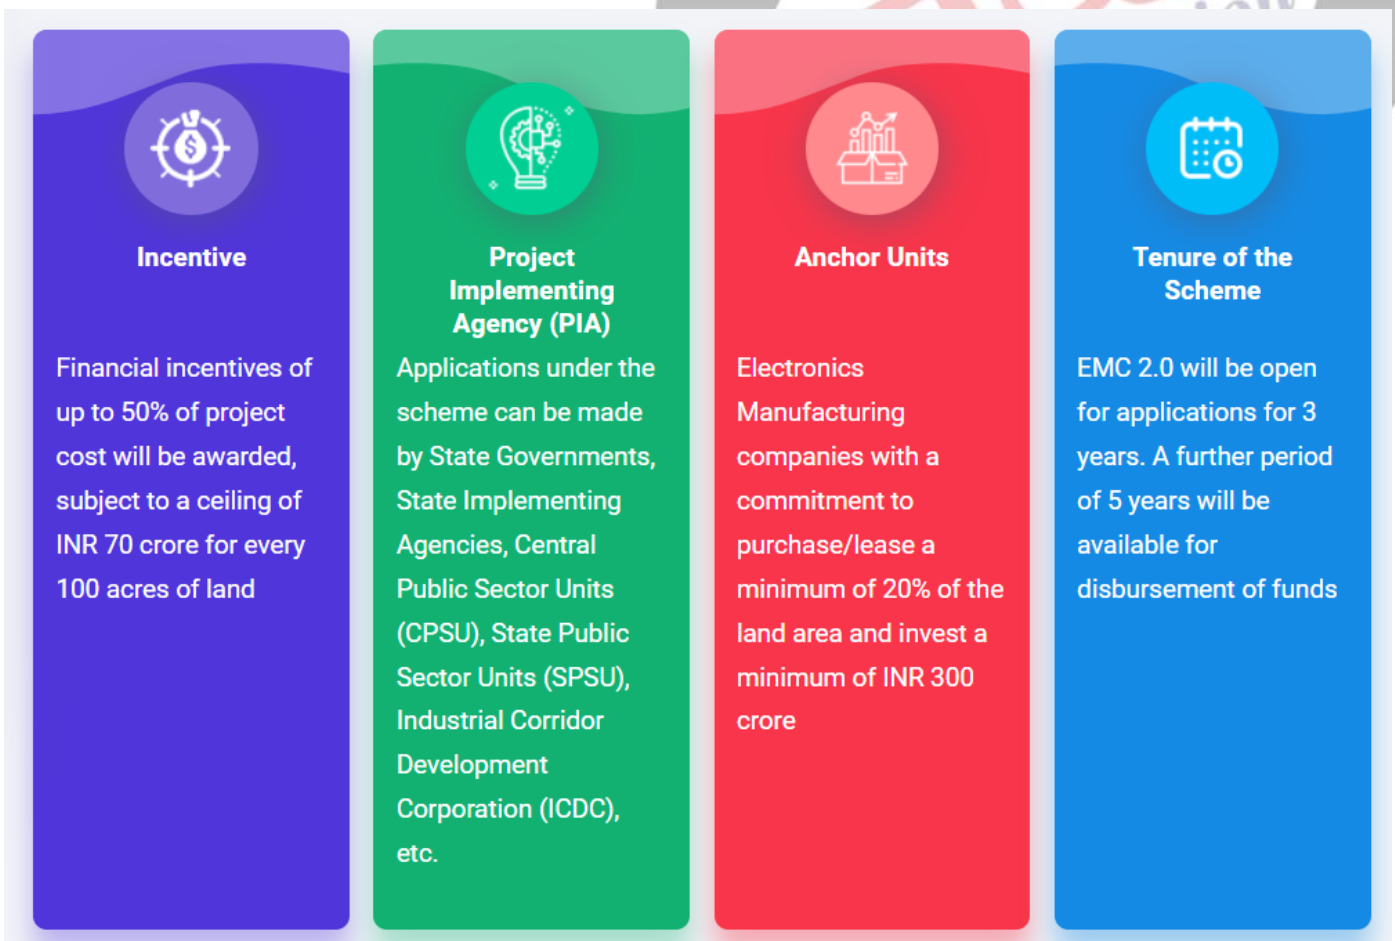 Incentive
Financial incentives of
up to 50% of project
cost will be awarded,
subject to a ceiling of
INR 70 crore for every
100 acres of land
Project
Implementing
Agency (PIA)
Applications under the
scheme can be made
by State Governments,
State Implementing
Agencies, Central
Public Sector Units
(CPSU), State Public
Sector Units (SPSU),
Industrial Corridor
Development
Corporation (ICDC),
etc.
Anchor Units
Electronics
Manufacturing
companies with a
commitment to
purchase/lease a
minimum of 20% of the
land area and invest a
minimum of INR 300
crore
Tenure of the
Scheme
EMC 2.0 will be open
for applications for 3
years. A further period
of 5 years will be
available for
disbursement of funds